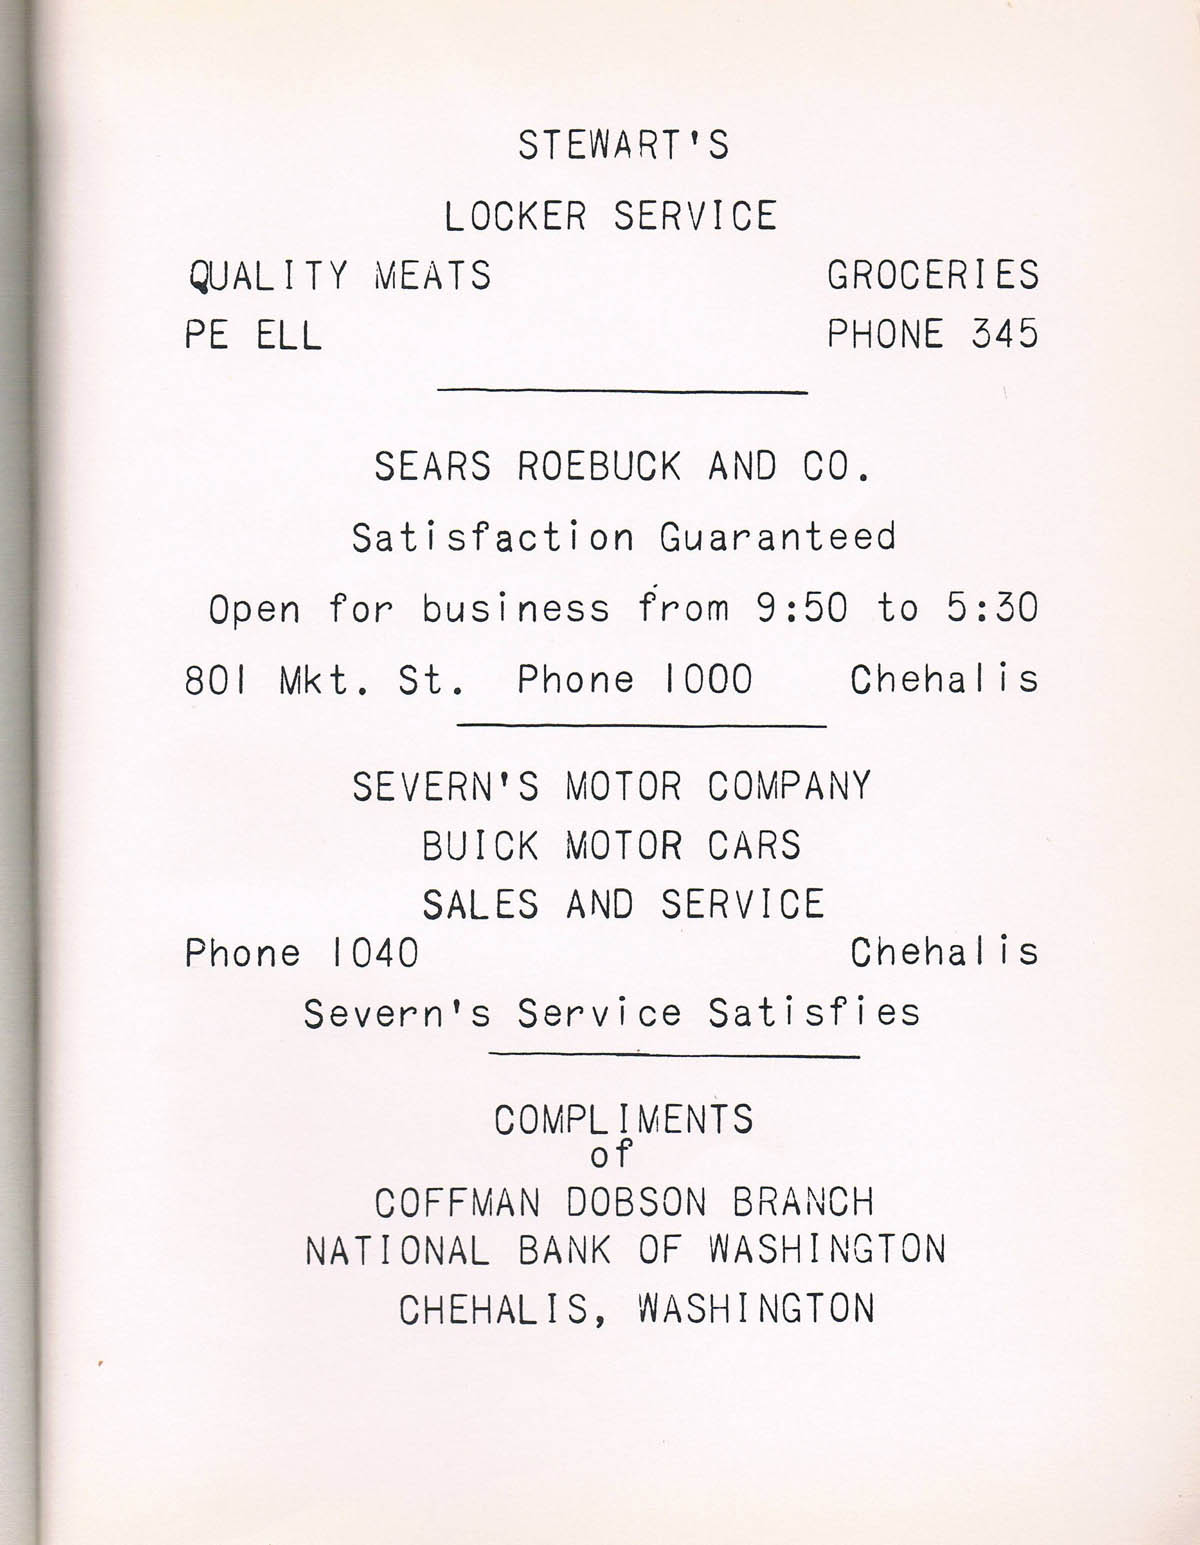 STEWART'S
LOCKER SERVICE
QUALITY MEATS GROCERIES
PE ELL PHONE 345
SEARS ROEBUCK AND CO.
Satisfaction Guaranteed
Open for business from 9:50 to 5:30
801 Mkt. St. Phone 1000 Chehalis
SEVERN'S MOTOR COMPANY
BUICK MOTOR CARS
SALES AND SERVICE
Phone 1040 Chehalis
Severn's Service Satisfies
COMPLIMENTS
of
COFFMAN DOBSON BRANCH
NATIONAL BANK OF WASHINGTON
CHEHALIS, WASHINGTON